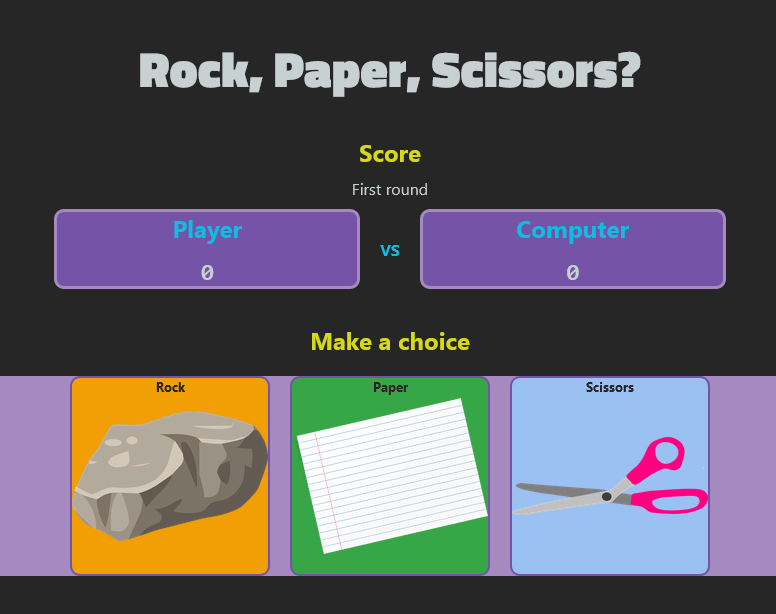 Rock, Paper, Scissors?
Score
First round
Player
0
vs
Computer
0
Make a choice
Rock
Paper
Scissors